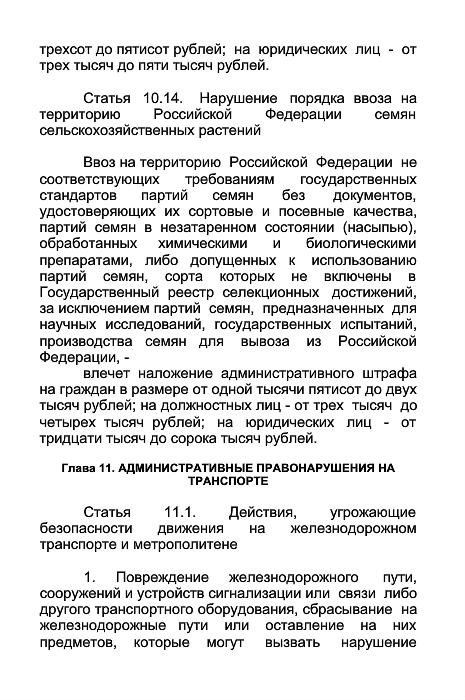 трехсот до пятисот рублей; на юридических лиц - от
трех тысяч до пяти тысяч рублей.
Статья 10.14. Нарушение порядка ввоза на
территорию Российской Федерации семян
сельскохозяйственных растений
Ввоз на территорию Российской Федерации не
соответствующих требованиям государственных
стандартов партий семян без документов,
удостоверяющих их сортовые и посевные качества,
партий семян в незатаренном состоянии (насыпью),
обработанных химическими и биологическими
препаратами, либо допущенных к использованию
партий семян, сорта которых не включены в
Государственный реестр селекционных достижений,
за исключением партий семян, предназначенных для
научных исследований, государственных испытаний,
производства семян для вывоза из Российской
Федерации, -
влечет наложение административного штрафа
на граждан в размере от одной тысячи пятисот до двух
тысяч рублей; на должностных лиц - от трех тысяч до
четырех тысяч рублей; на юридических лиц - от
тридцати тысяч до сорока тысяч рублей.
Глава 11. АДМИНИСТРАТИВНЫЕ ПРАВОНАРУШЕНИЯ НА
ТРАНСПОРТЕ
Статья 11.1. Действия, угрожающие
безопасности движения на железнодорожном
транспорте и метрополитене
1. Повреждение железнодорожного пути,
сооружений и устройств сигнализации или связи либо
другого транспортного оборудования, сбрасывание на
железнодорожные пути или оставление на них
предметов, которые могут вызвать нарушение